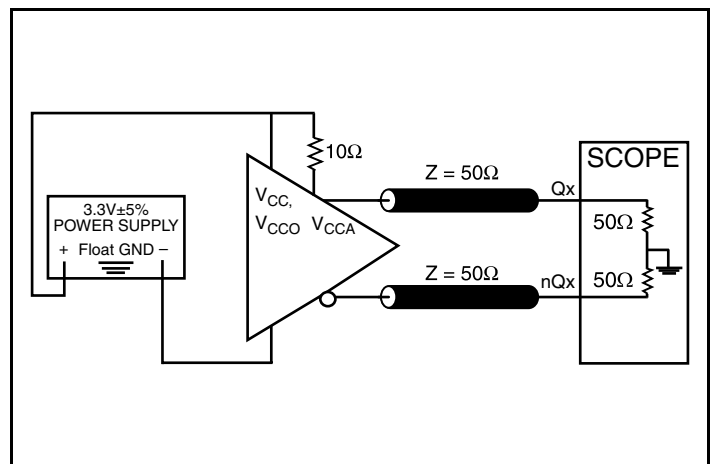 10Ω
SCOPE
Z = 50Ω
Qx
V_CC,
V_CCO V_CCA
50Ω
3.3V±5%
POWER SUPPLY
+ Float GND –
Z = 50Ω
nQx
50Ω